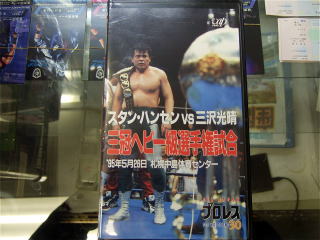 スタン・ハンセン vs 三沢光晴
三冠ヘビー級選手権試合
'95年5月26日 札幌中島体育センター
プロレス
30